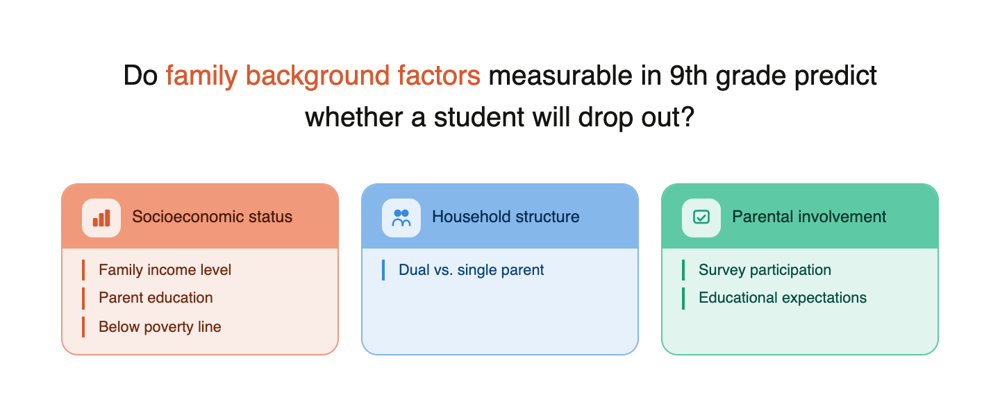 Do family background factors measurable in 9th grade predict
whether a student will drop out?
Socioeconomic status
Family income level
Parent education
Below poverty line
Household structure
Dual vs. single parent
Parental involvement
Survey participation
Educational expectations